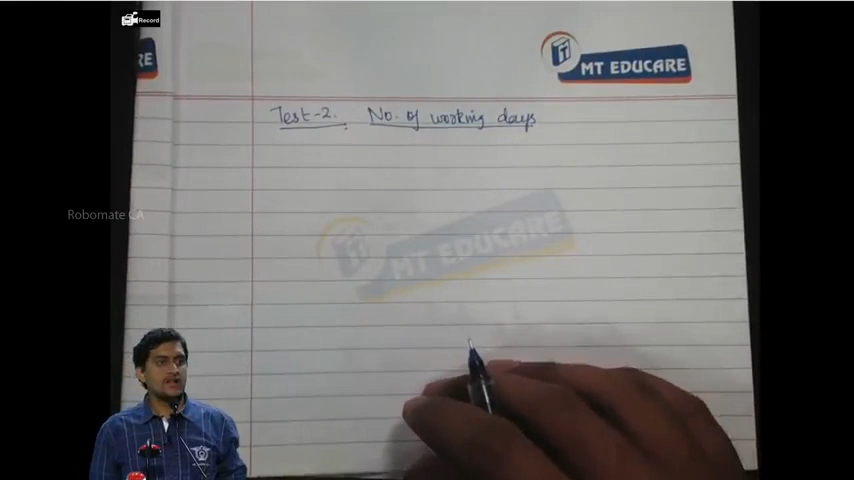 Record
RE
MT EDUCARE
Test-2. No. of working days
Robomate CA
MT EDUCARE